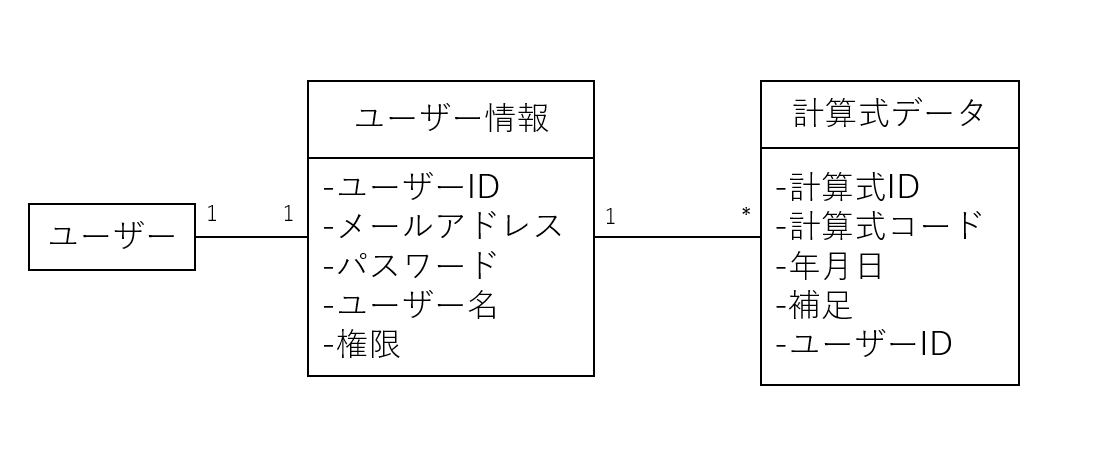 ユーザー
1
1
ユーザー情報
-ユーザーID
-メールアドレス
-パスワード
-ユーザー名
-権限
1
*
計算式データ
-計算式ID
-計算式コード
-年月日
-補足
-ユーザーID